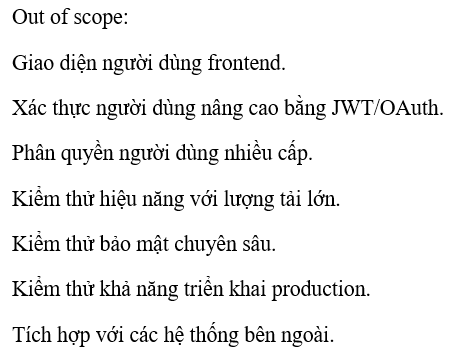 Out of scope:
Giao diện người dùng frontend.
Xác thực người dùng nâng cao bằng JWT/OAuth.
Phân quyền người dùng nhiều cấp.
Kiểm thử hiệu năng với lượng tải lớn.
Kiểm thử bảo mật chuyên sâu.
Kiểm thử khả năng triển khai production.
Tích hợp với các hệ thống bên ngoài.